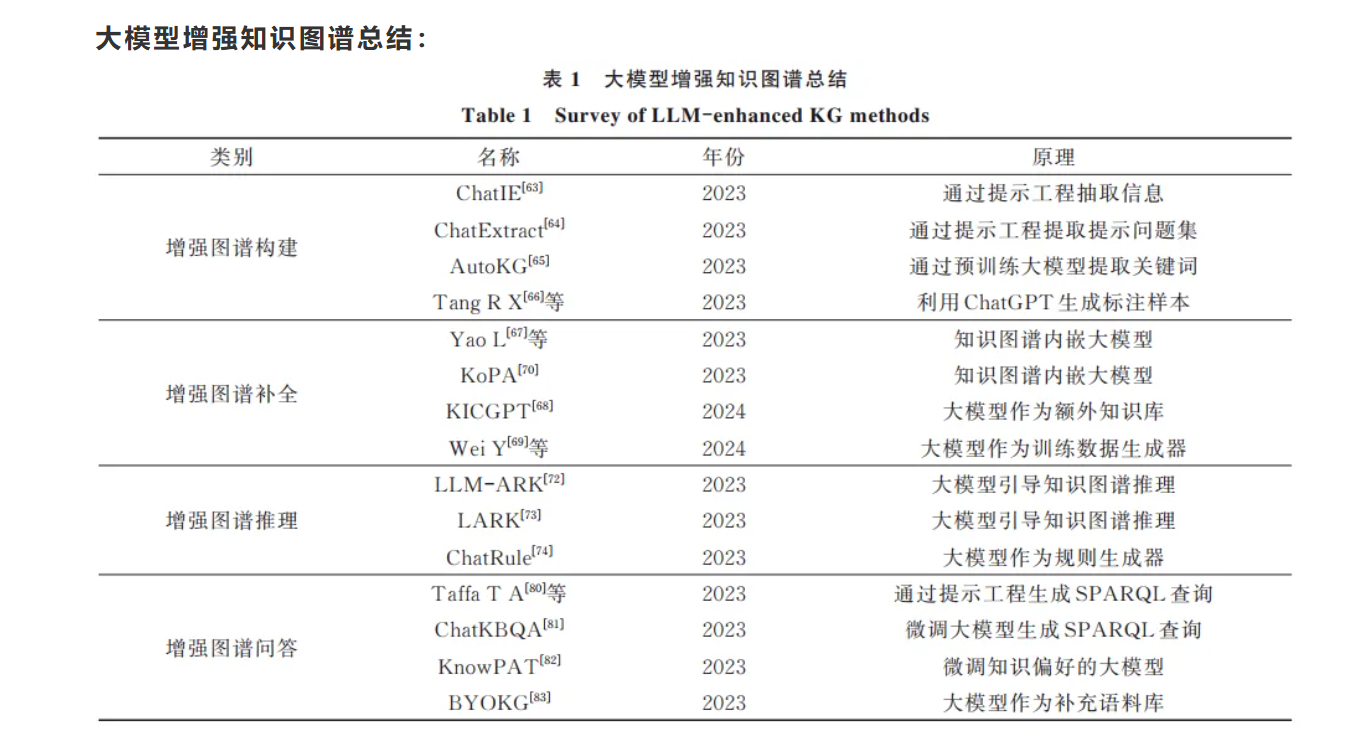 大模型增强知识图谱总结：
表 1 大模型增强知识图谱总结
Table 1 Survey of LLM-enhanced KG methods
类别 名称 年份 原理
ChatIE[63] 2023 通过提示工程抽取信息
ChatExtract[64] 2023 通过提示工程提取提示问题集
增强图谱构建
AutoKG[65] 2023 通过预训练大模型提取关键词
Tang R X[66]等 2023 利用ChatGPT生成标注样本
Yao L[67]等 2023 知识图谱内嵌大模型
KoPA[70] 2023 知识图谱内嵌大模型
增强图谱补全
KICGPT[68] 2024 大模型作为额外知识库
Wei Y[69]等 2024 大模型作为训练数据生成器
LLM-ARK[72] 2023 大模型引导知识图谱推理
增强图谱推理 LARK[73] 2023 大模型引导知识图谱推理
ChatRule[74] 2023 大模型作为规则生成器
Taffa T A[80]等 2023 通过提示工程生成SPARQL查询
ChatKBQA[81] 2023 微调大模型生成SPARQL查询
增强图谱问答
KnowPAT[82] 2023 微调知识偏好的大模型
BYOKG[83] 2023 大模型作为补充语料库